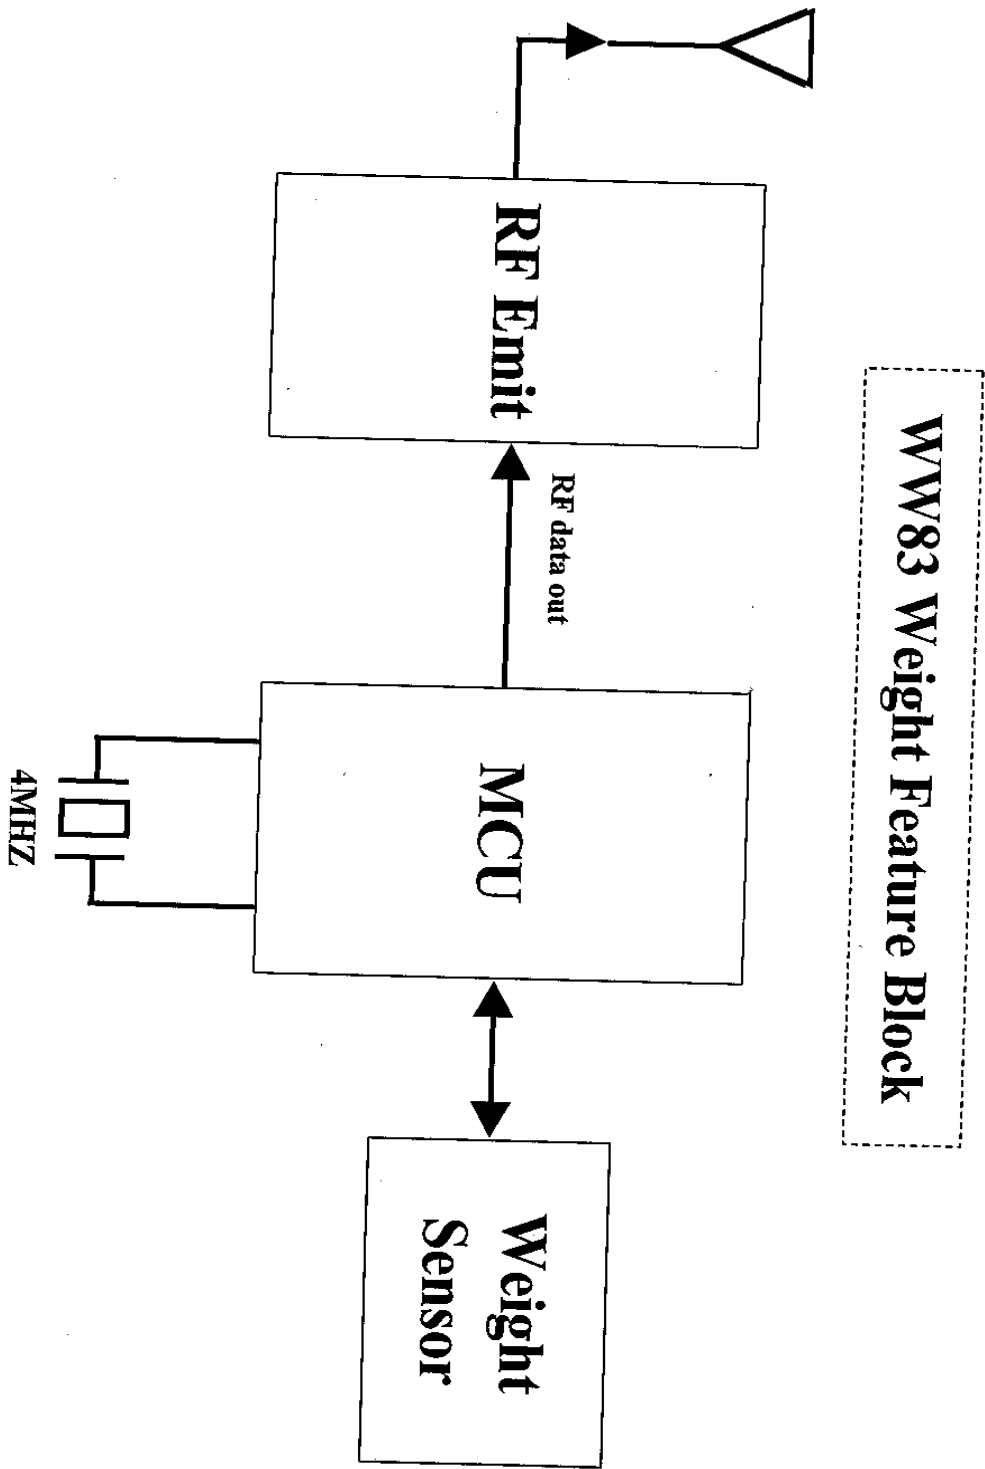 WW83 Weight Feature Block
RF Emit
RF data out
MCU
4MHZ
Weight
Sensor